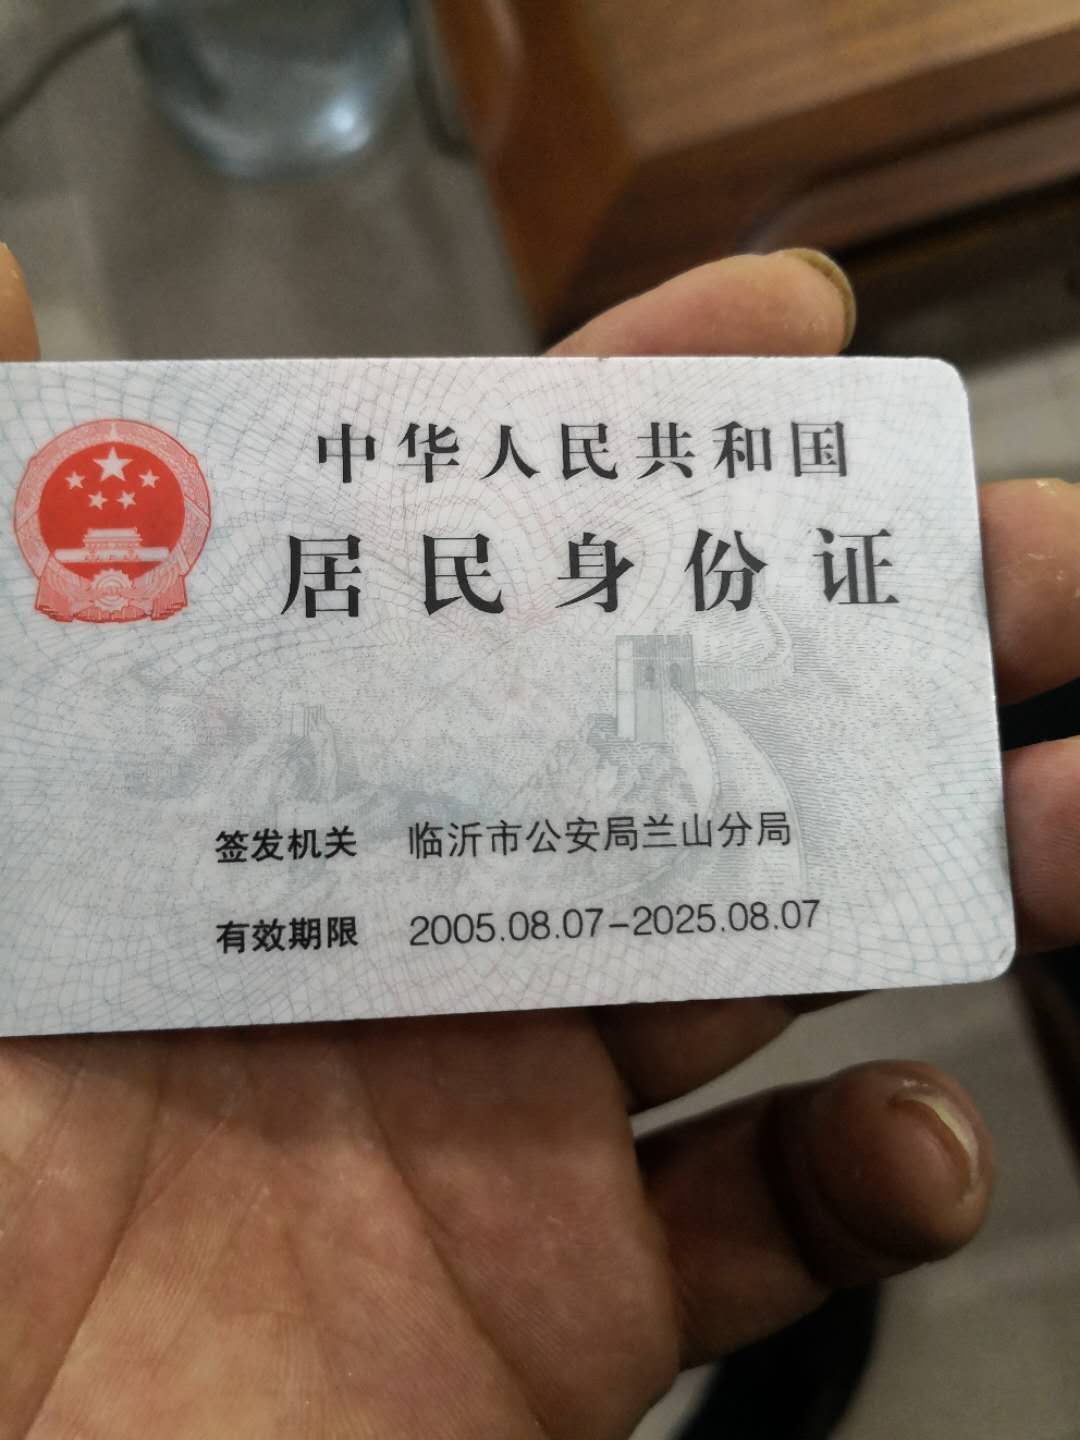 中华人民共和国
居民身份证
签发机关 临沂市公安局兰山分局
有效期限 2005.08.07-2025.08.07